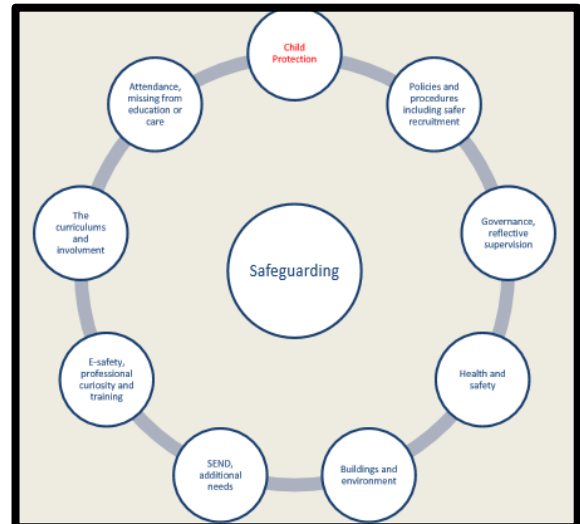 Child
Protection
Policies and
procedures
including safer
recruitment
Governance,
reflective
supervision
Health and
safety
Buildings and
environment
SEND,
additional
needs
E-safety,
professional
curiosity and
training
The
curriculums
and
involvment
Attendance,
missing from
education or
care
Safeguarding